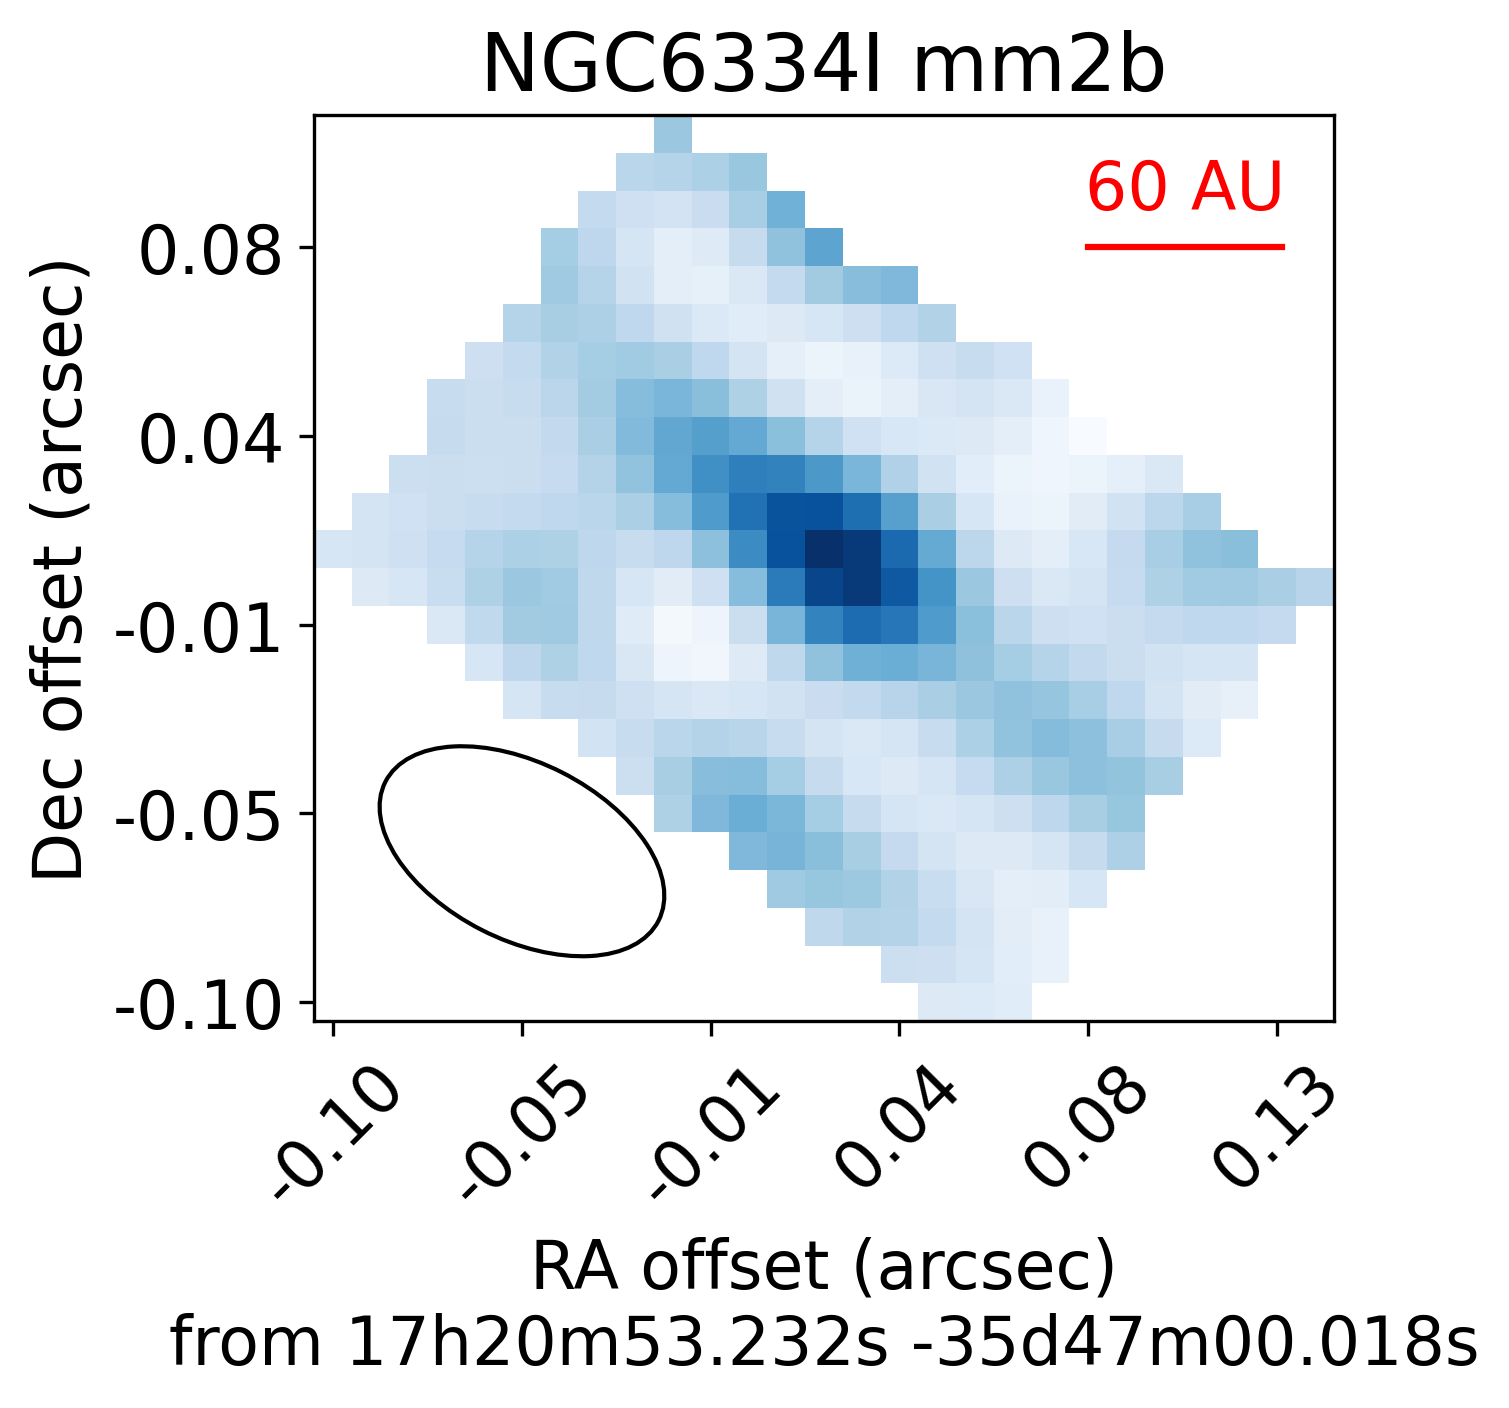 NGC6334I mm2b
60 AU
Dec offset (arcsec)
0.08
0.04
-0.01
-0.05
-0.10
-0.10
-0.05
-0.01
0.04
0.08
0.13
RA offset (arcsec)
from 17h20m53.232s -35d47m00.018s